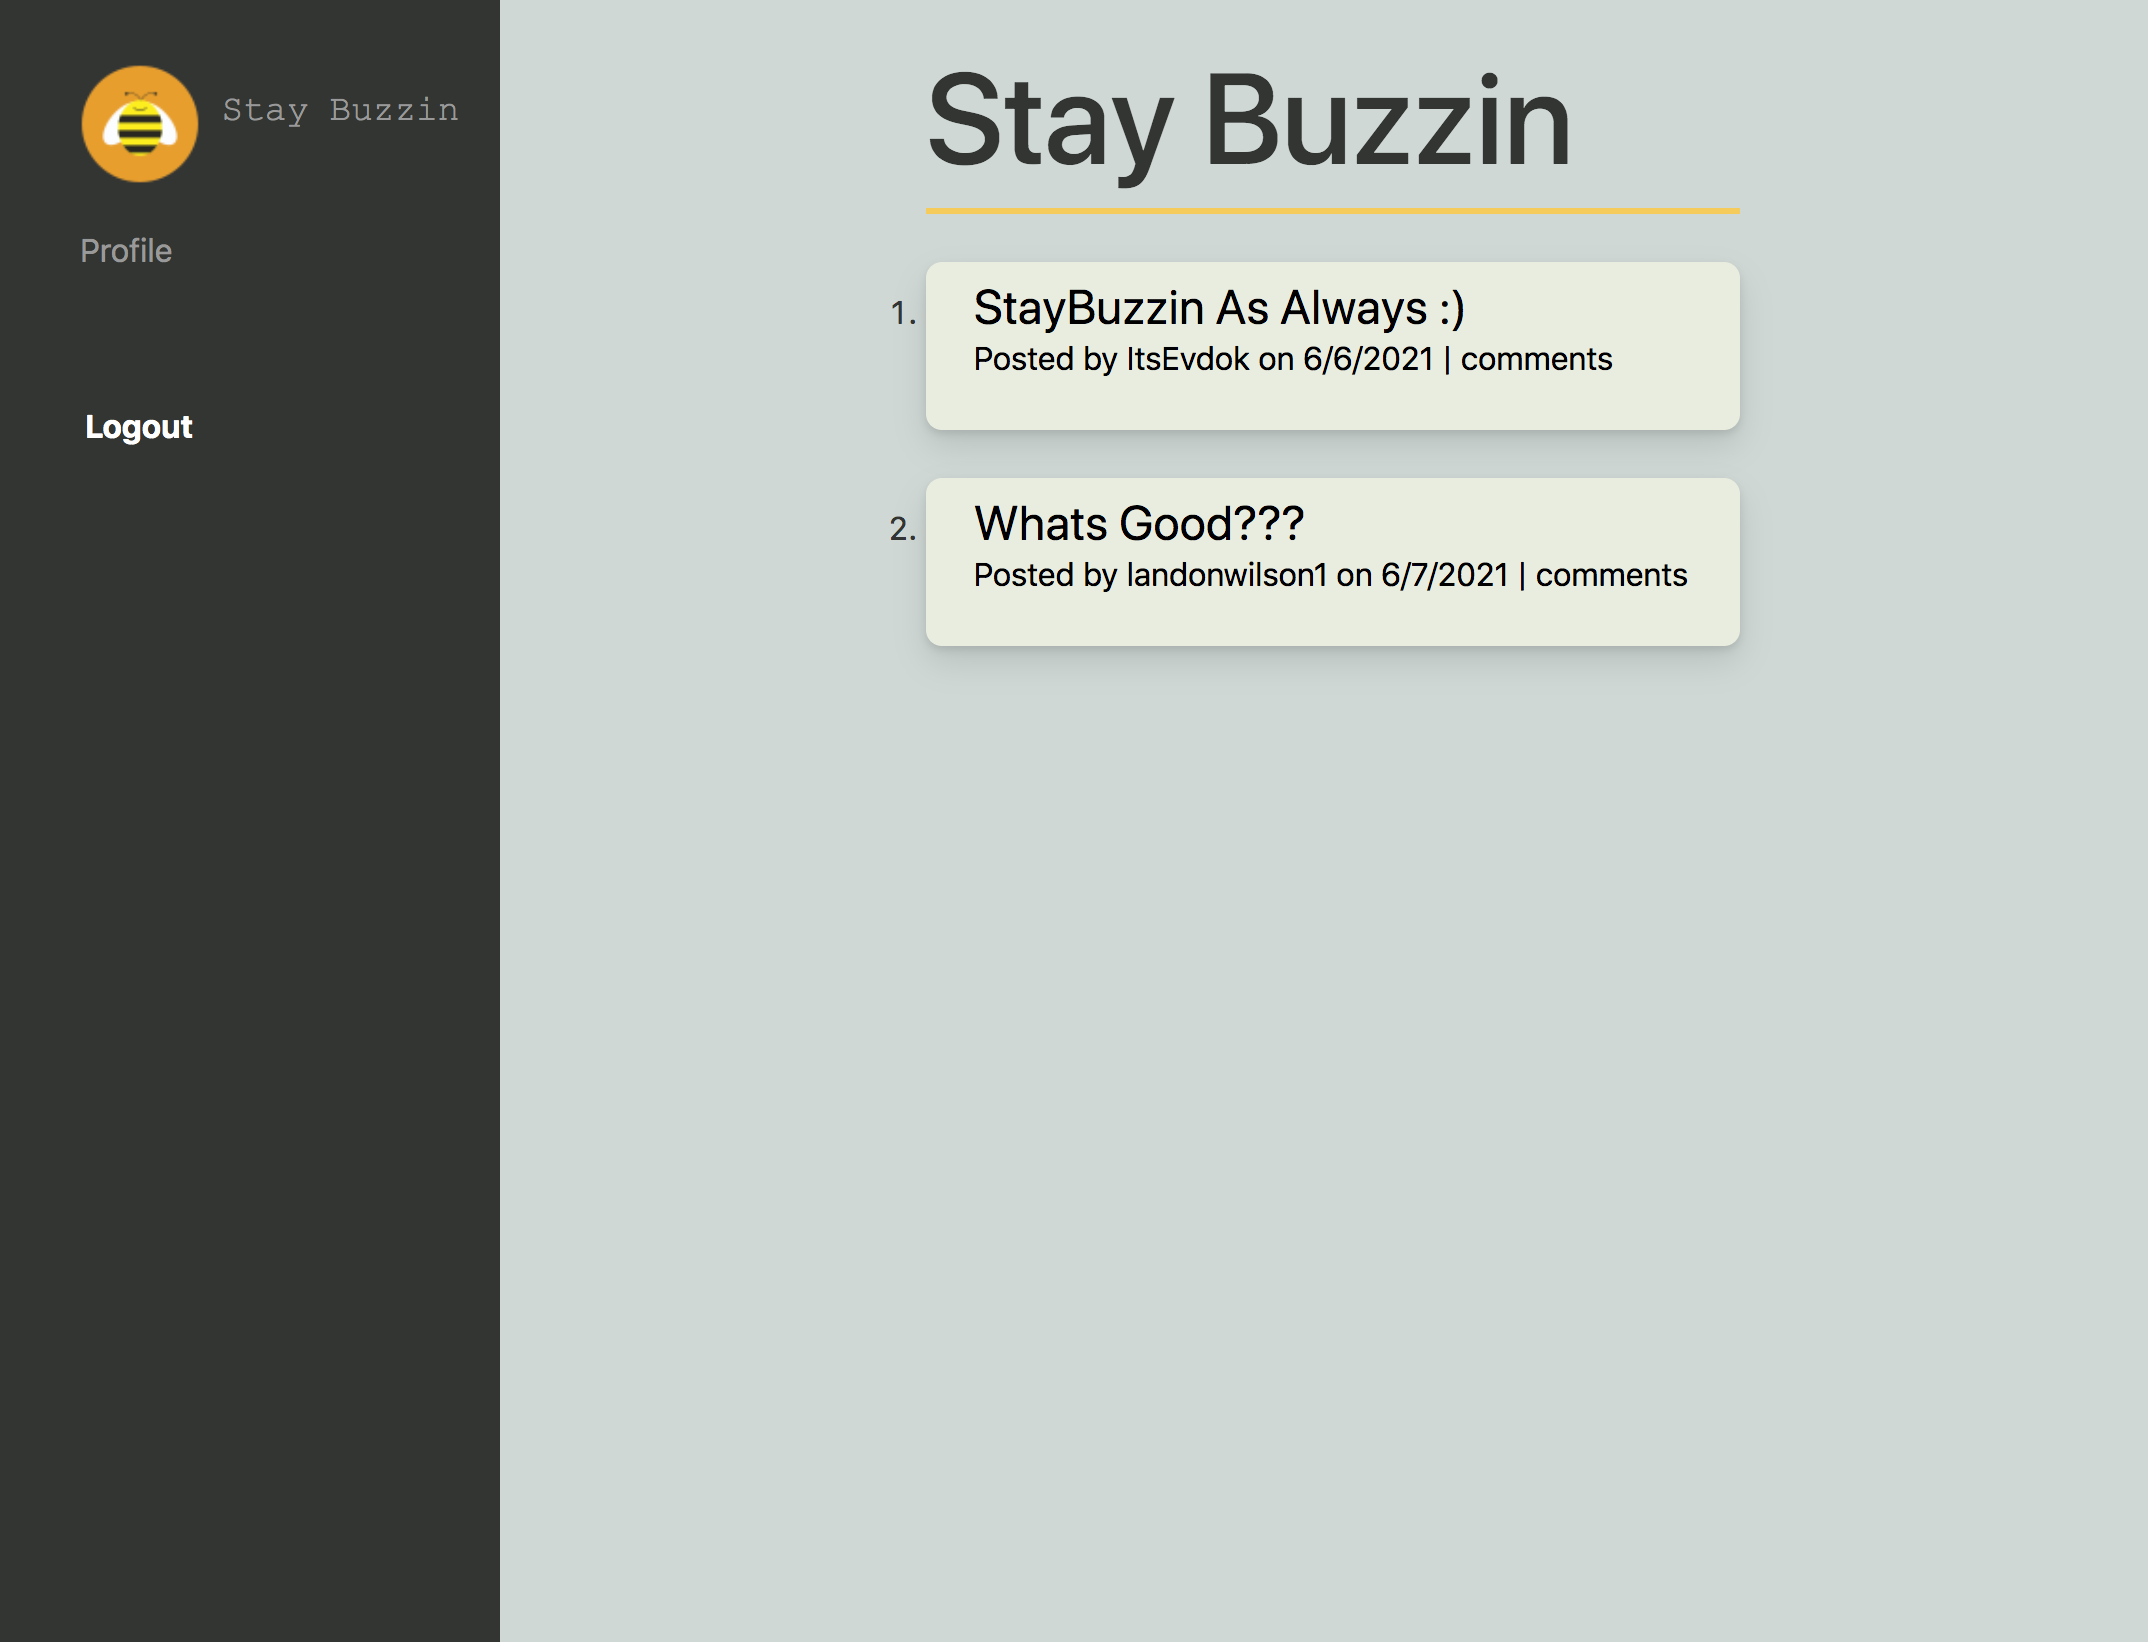 Stay Buzzin
Profile
Logout
Stay Buzzin
1. StayBuzzin As Always :)
Posted by ItsEvdok on 6/6/2021 | comments
2. Whats Good???
Posted by landonwilson1 on 6/7/2021 | comments